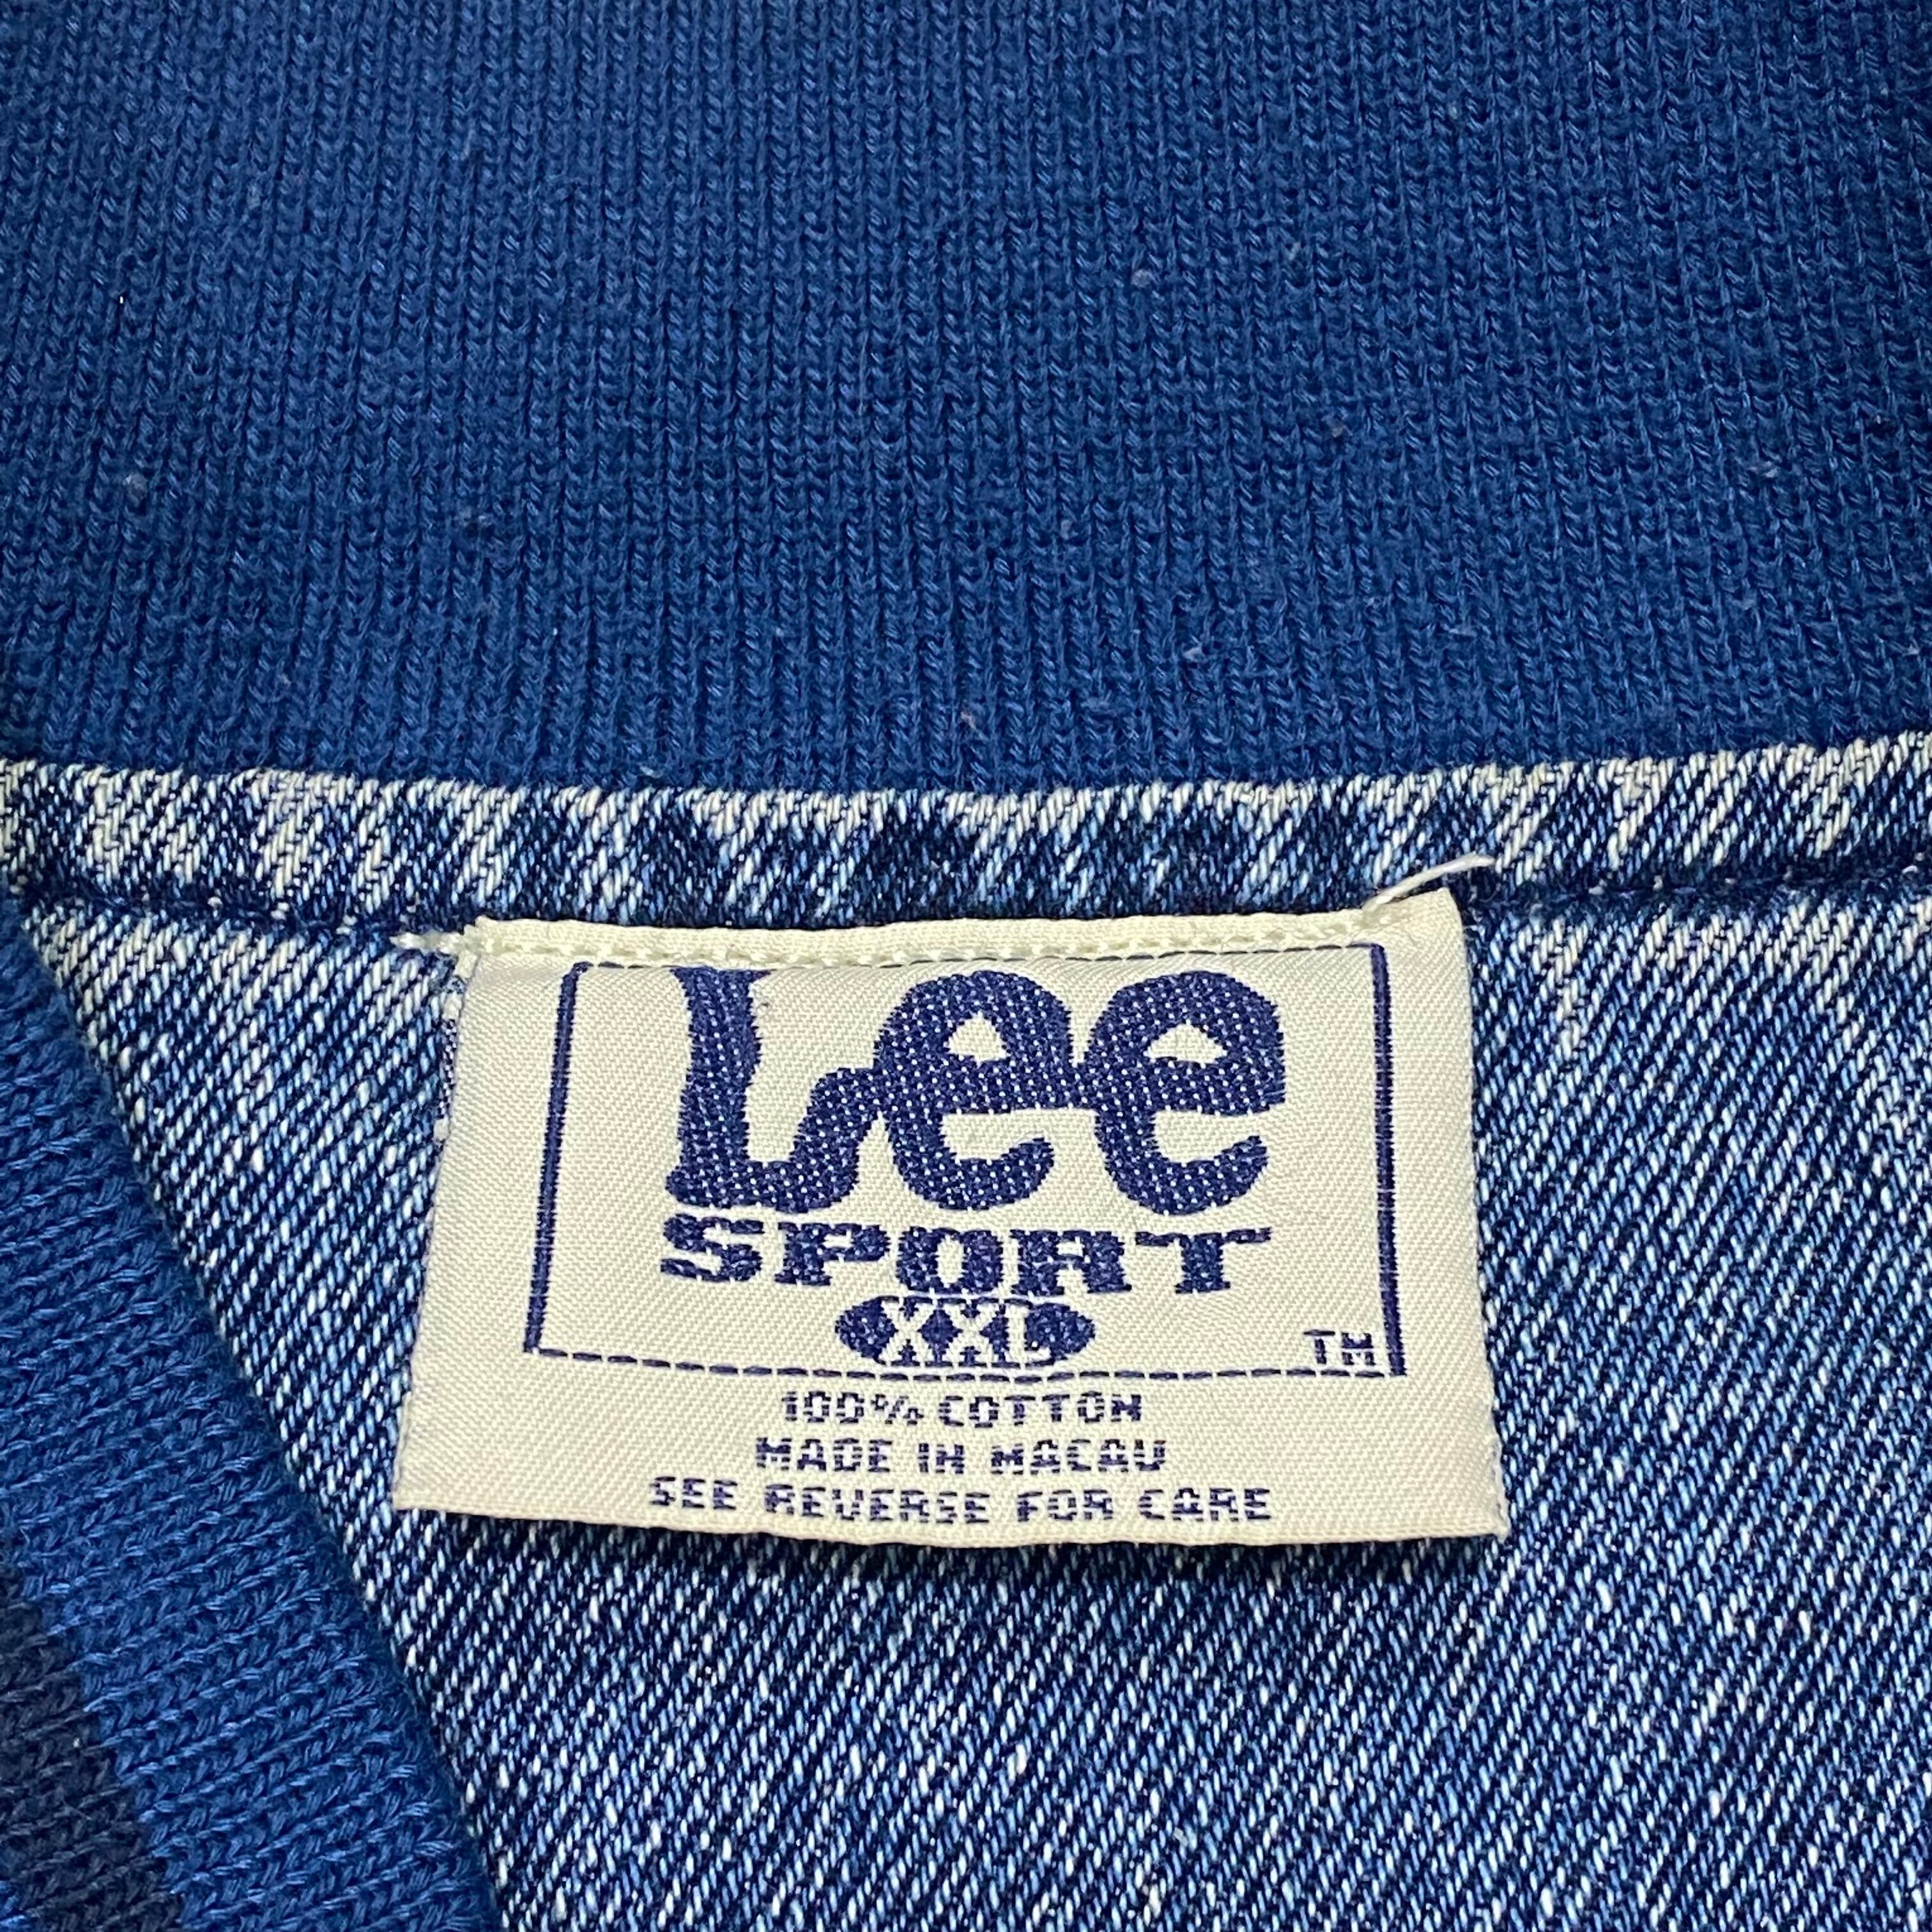 Lee
SPORT
XXL
TM
100% COTTON
MADE IN MACAU
SEE REVERSE FOR CARE